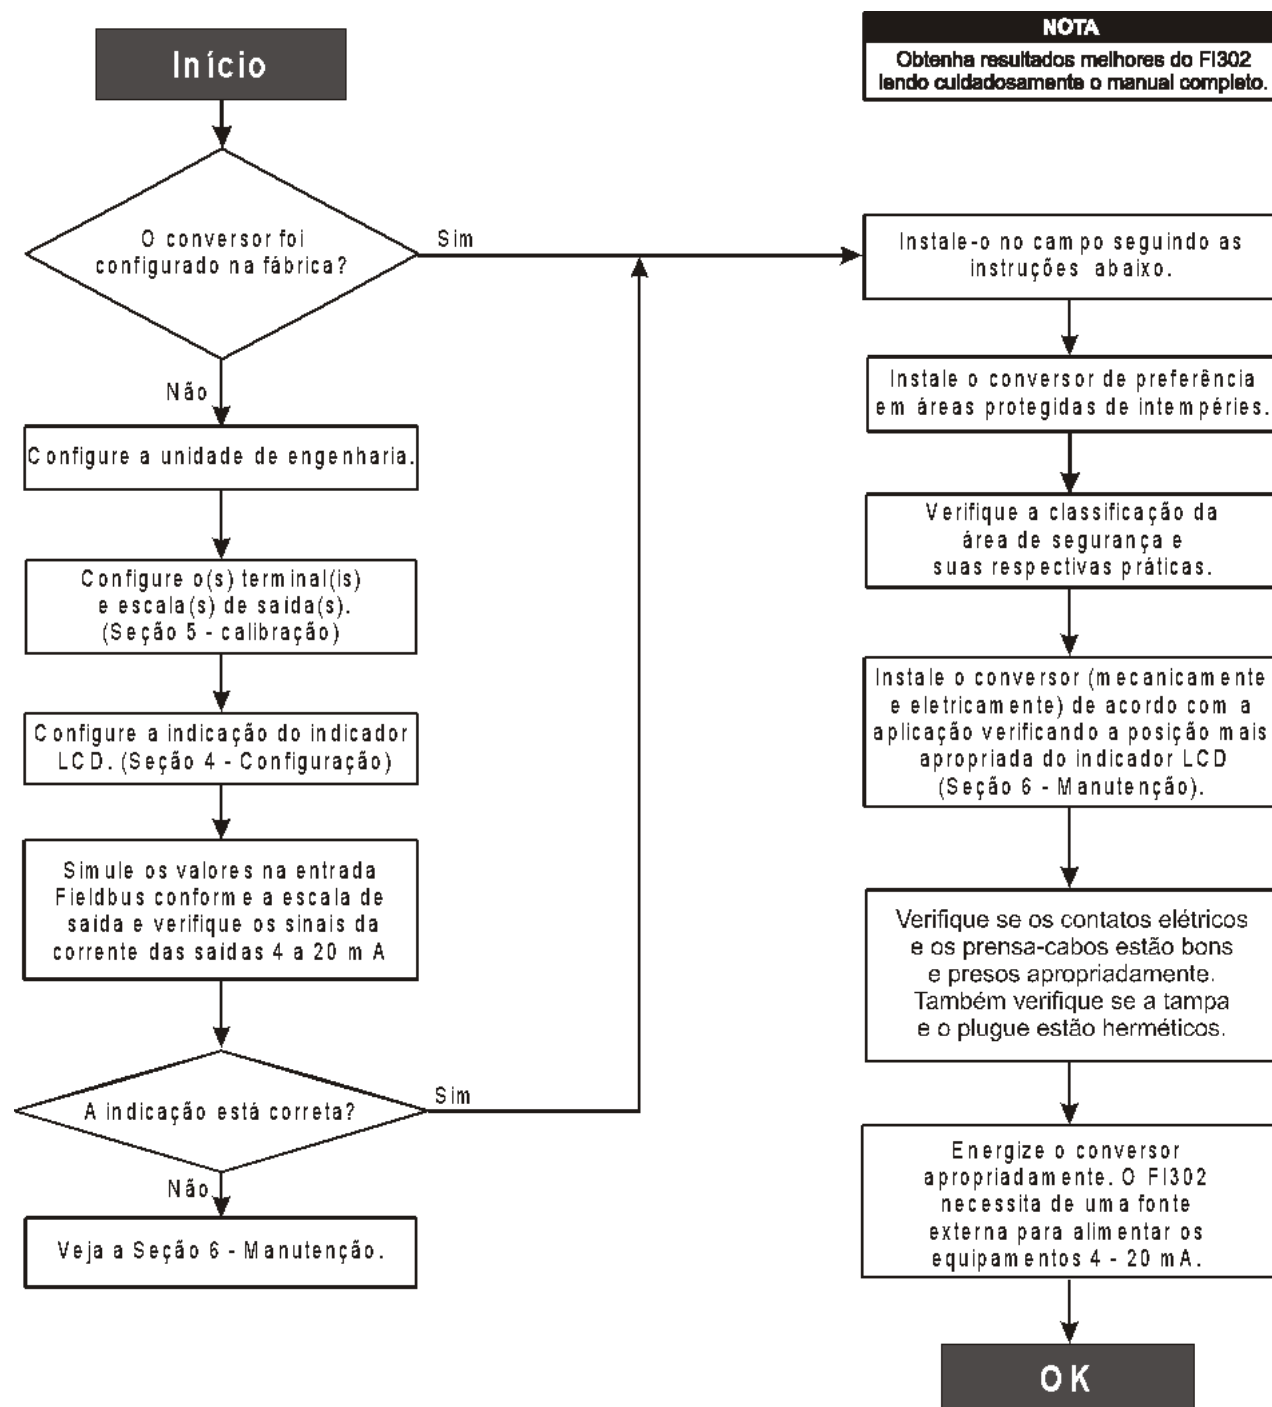 Início
NOTA
Obtenha resultados melhores do FI302
lendo cuidadosamente o manual completo.
O conversor foi
configurado na fábrica?
Sim
Não
Configure a unidade de engenharia.
Configure o(s) terminal(is)
e escala(s) de saída(s).
(Seção 5 - calibração)
Configure a indicação do indicador
LCD. (Seção 4 - Configuração)
Simule os valores na entrada
Fieldbus conforme a escala de
saída e verifique os sinais da
corrente das saídas 4 a 20 mA
A indicação está correta?
Sim
Não
Veja a Seção 6 - Manutenção.
Instale-o no campo seguindo as
instruções abaixo.
Instale o conversor de preferência
em áreas protegidas de intempéries.
Verifique a classificação da
área de segurança e
suas respectivas práticas.
Instale o conversor (mecanicamente
e eletricamente) de acordo com a
aplicação verificando a posição mais
apropriada do indicador LCD
(Seção 6 - Manutenção).
Verifique se os contatos elétricos
e os prensa-cabos estão bons
e presos apropriadamente.
Também verifique se a tampa
e o plugue estão herméticos.
Energize o conversor
apropriadamente. O FI302
necessita de uma fonte
externa para alimentar os
equipamentos 4 - 20 mA.
OK